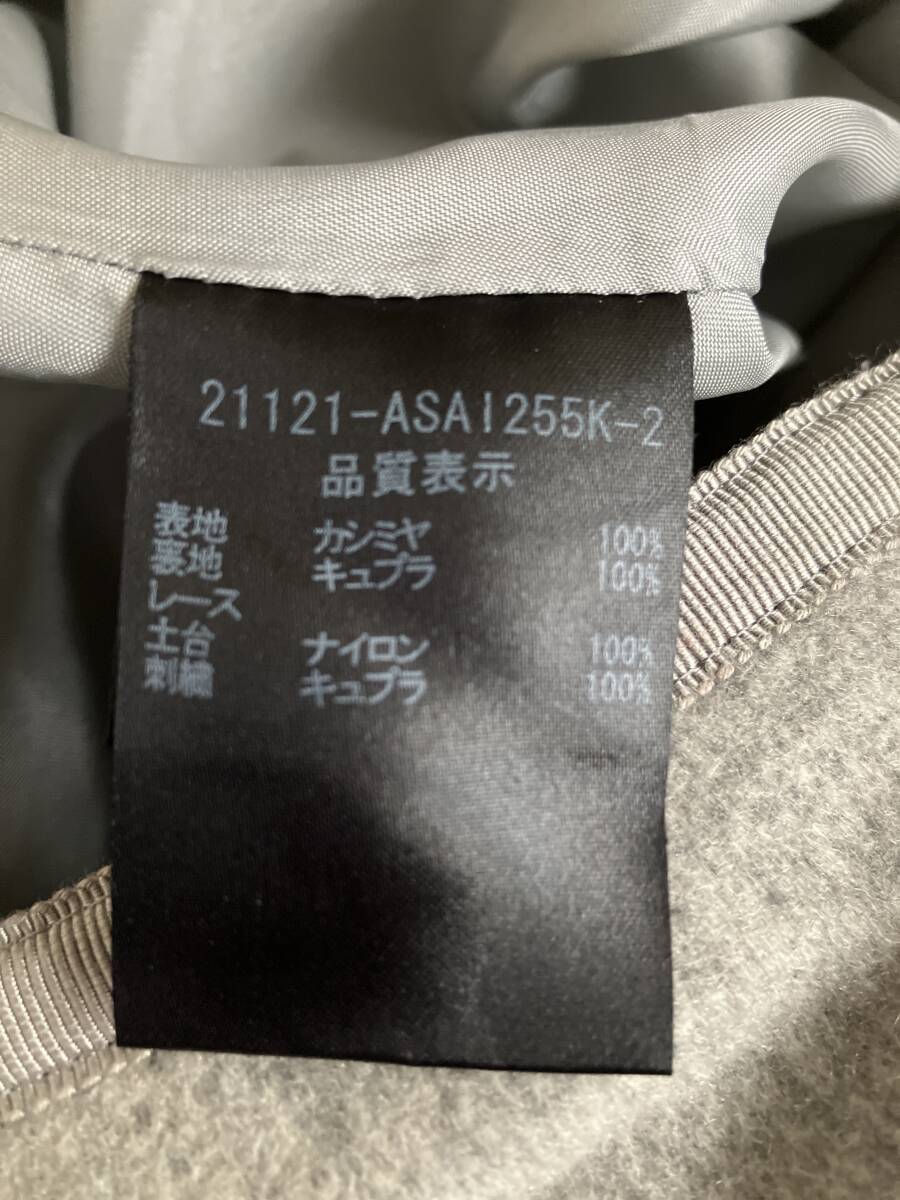 21121-ASAI255K-2
品質表示
表地 カシミヤ 100%
裏地 キュプラ 100%
レース
土台 ナイロン 100%
刺繍 キュプラ 100%